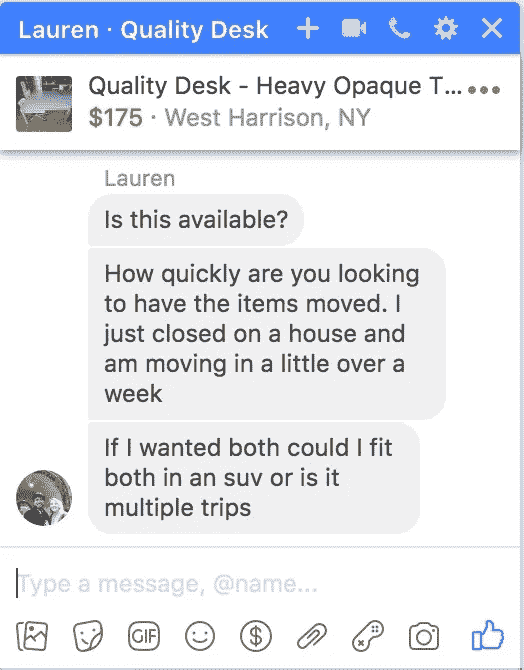 Lauren · Quality Desk
Quality Desk - Heavy Opaque T...
$175 · West Harrison, NY
Lauren
Is this available?
How quickly are you looking
to have the items moved. I
just closed on a house and
am moving in a little over a
week
If I wanted both could I fit
both in an suv or is it
multiple trips
Type a message, @name...
GIF
$